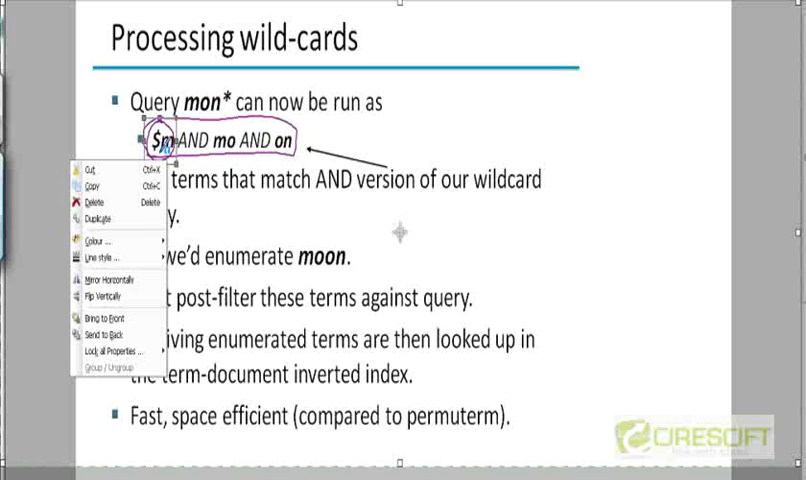 Processing wild-cards
Query mon* can now be run as
$m AND mo AND on
terms that match AND version of our wildcard
y.
we'd enumerate moon.
t post-filter these terms against query.
iving enumerated terms are then looked up in
the term-document inverted index.
Fast, space efficient (compared to permuterm).
Cut Ctrl+X
Copy Ctrl+C
Delete Delete
Duplicate
Colour ...
Line style ...
Mirror Horizontally
Flip Vertically
Bring to Front
Send to Back
Lock all Properties ...
Group / Ungroup